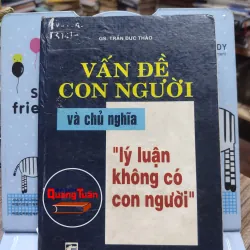 GS. TRẦN ĐỨC THẢO
VẤN ĐỀ
CON NGƯỜI
và chủ nghĩa
"lý luận
không có
con người"
Quang Tuấn